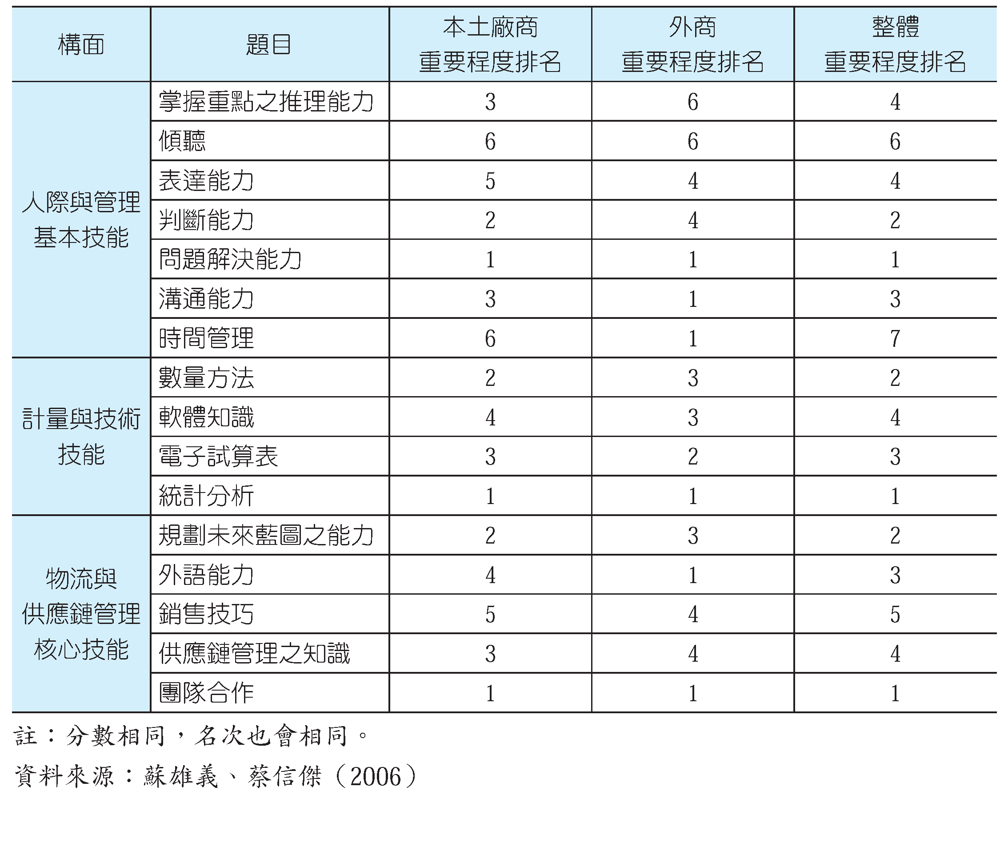 構面 題目 本土廠商重要程度排名 外商重要程度排名 整體重要程度排名
人際與管理基本技能
掌握重點之推理能力 3 6 4
傾聽 6 6 6
表達能力 5 4 4
判斷能力 2 4 2
問題解決能力 1 1 1
溝通能力 3 1 3
時間管理 6 1 7
計量與技術技能
數量方法 2 3 2
軟體知識 4 3 4
電子試算表 3 2 3
統計分析 1 1 1
物流與供應鏈管理核心技能
規劃未來藍圖之能力 2 3 2
外語能力 4 1 3
銷售技巧 5 4 5
供應鏈管理之知識 3 4 4
團隊合作 1 1 1
註：分數相同，名次也會相同。
資料來源：蘇雄義、蔡信傑（2006）